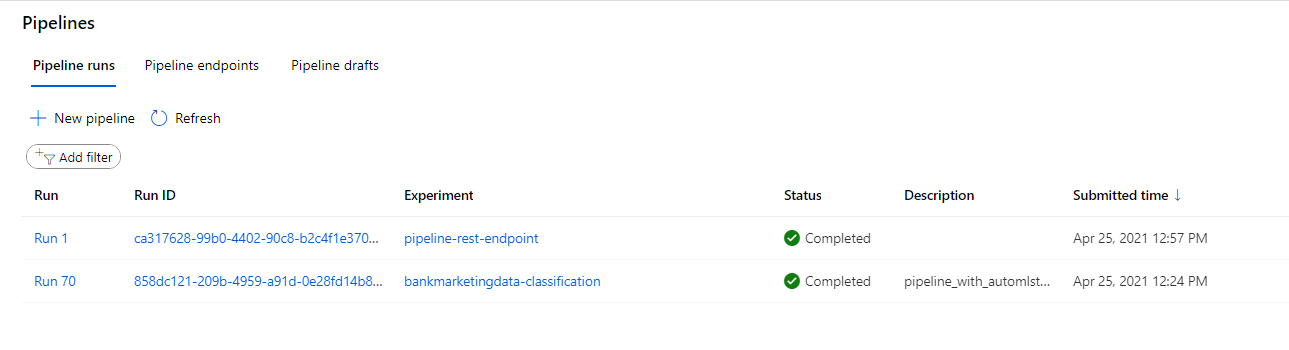 Pipelines
Pipeline runs Pipeline endpoints Pipeline drafts
New pipeline Refresh
Add filter
Run Run ID Experiment Status Description Submitted time ↓
Run 1 ca317628-99b0-4402-90c8-b2c4f1e370... pipeline-rest-endpoint Completed Apr 25, 2021 12:57 PM
Run 70 858dc121-209b-4959-a91d-0e28fd14b8... bankmarketingdata-classification Completed pipeline_with_automlst... Apr 25, 2021 12:24 PM